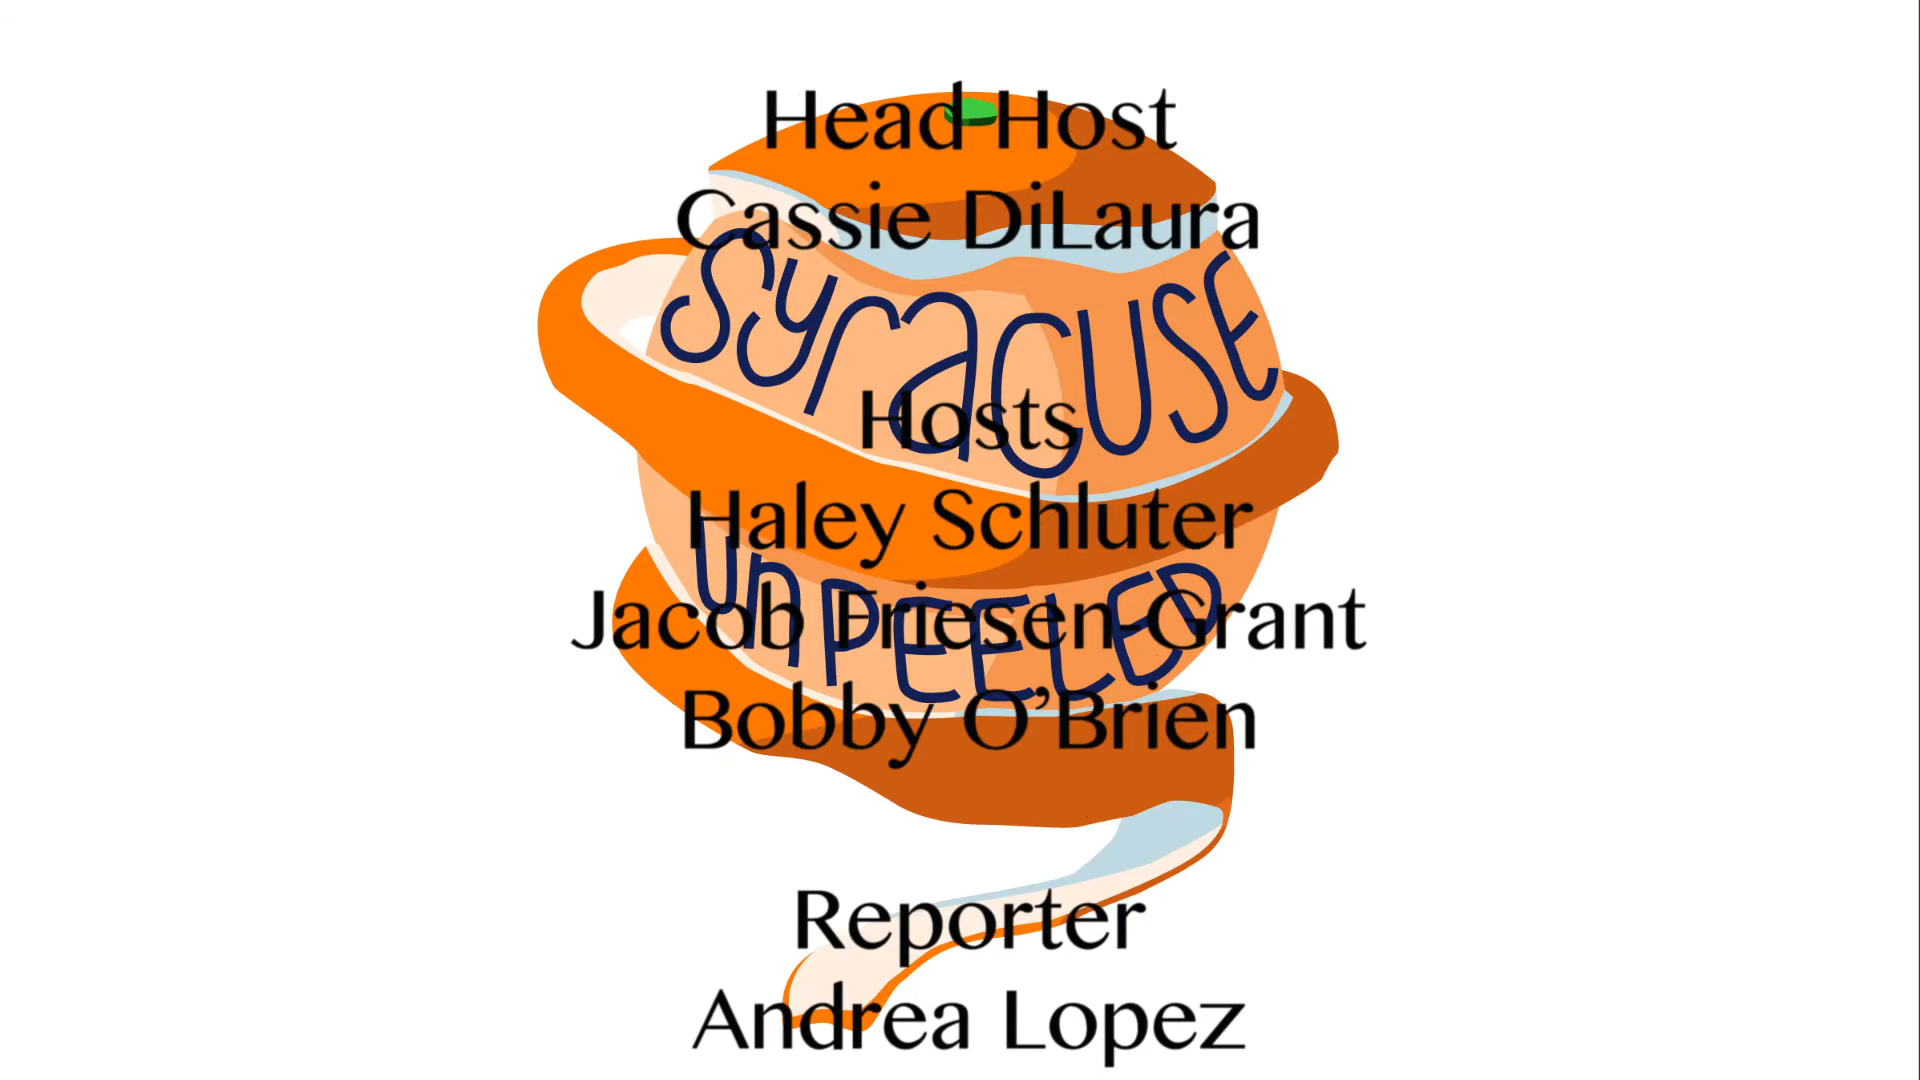 Head Host
Cassie DiLaura
Syracuse
Hosts
Haley Schluter
unPEELED
Jacob Friesen-Grant
Bobby O’Brien
Reporter
Andrea Lopez